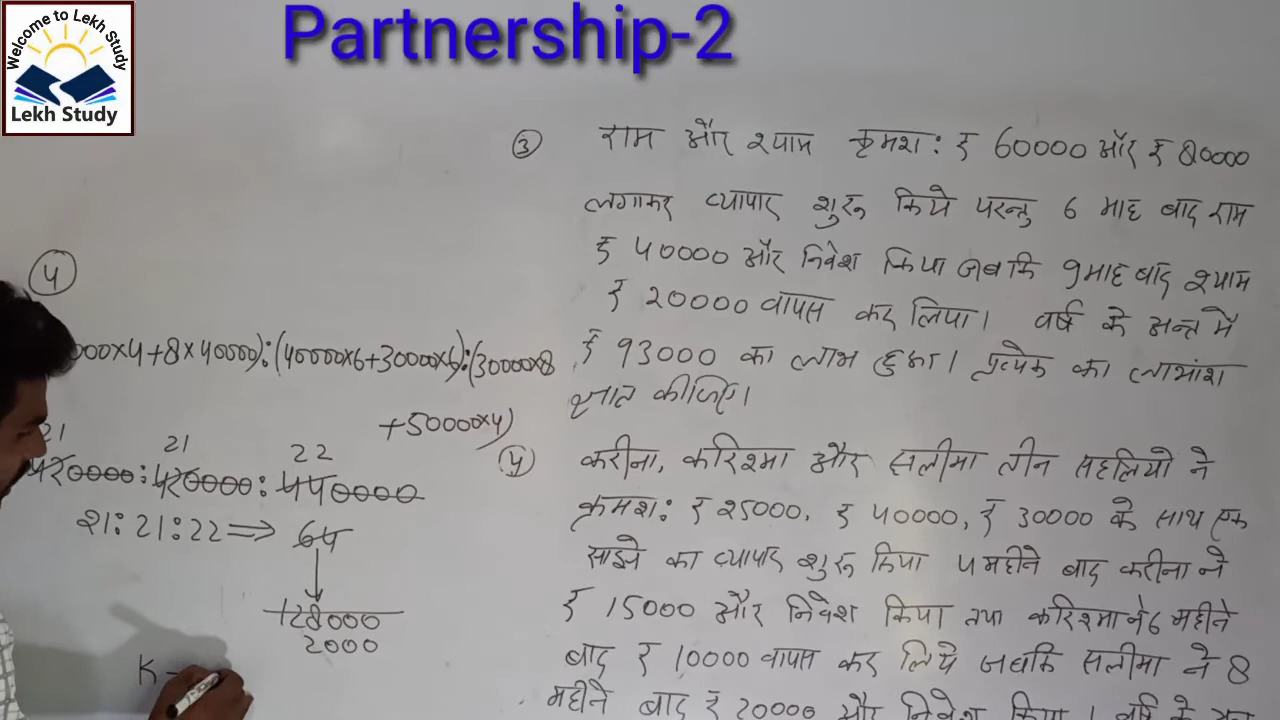 Welcome to Lekh Study
Lekh Study
Partnership-2
③ राम और श्याम क्रमश: ₹ 60000 और ₹ 80000
लगाकर व्यापार शुरू किये परन्तु 6 माह बाद राम
₹ 40000 और निवेश किया जबकि 9 माह बाद श्याम
₹ 20000 वापस कर लिया। वर्ष के अन्त में
₹ 93000 का लाभ हुआ। प्रत्येक का लाभांश
ज्ञात कीजिए।
④ करीना, करिश्मा और सलीमा तीन सहलियो ने
क्रमश: ₹ 25000, ₹ 40000, ₹ 30000 के साथ एक
साझे का व्यापार शुरू किया 4 महीने बाद करीना ने
₹ 15000 और निवेश किया तथा करिश्मा ने 6 महीने
बाद ₹ 10000 वापस कर लिये जबकि सलीमा ने 8
महीने बाद ₹ 20000 और निवेश किया। वर्ष के
④
000×4+8×40000):(40000×6+30000×6):(30000×8
+50000×4)
21 21 22
420000:420000:440000
21:21:22⇒ 64
128000
2000
K-